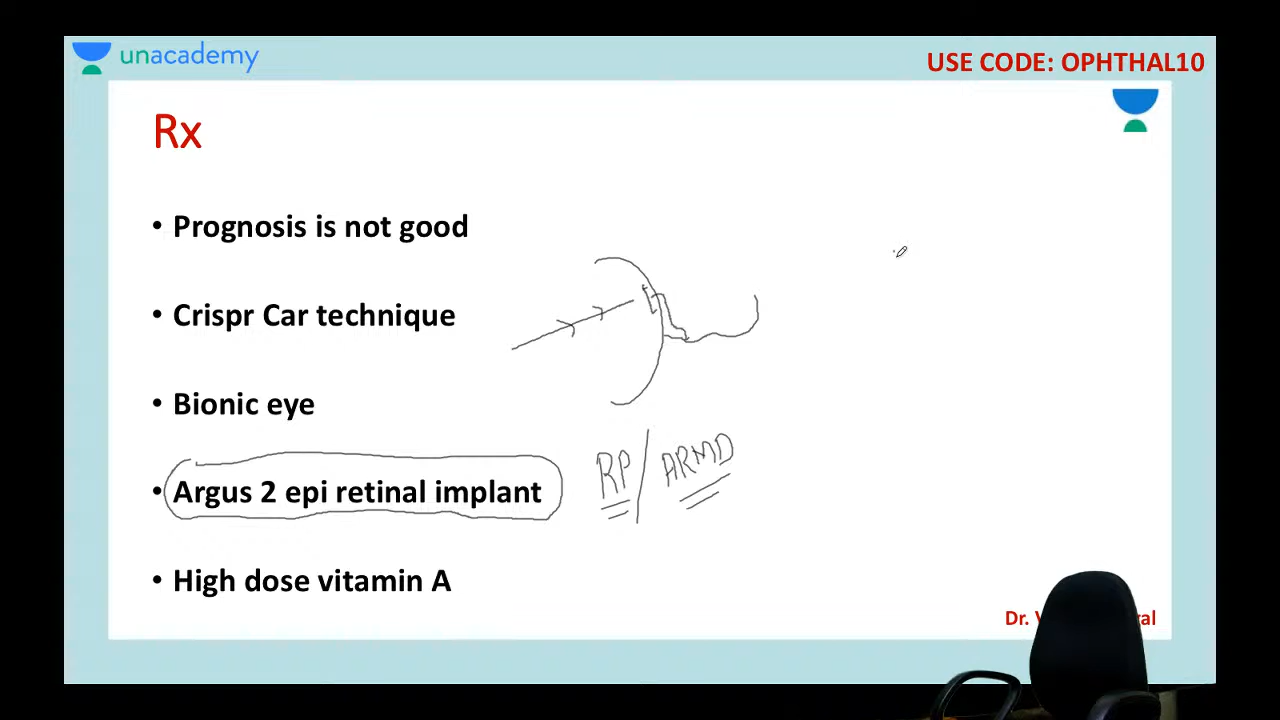 unacademy
USE CODE: OPHTHAL10
Rx
• Prognosis is not good
• Crispr Car technique
• Bionic eye
• Argus 2 epi retinal implant
RP/ARMD
• High dose vitamin A
Dr.